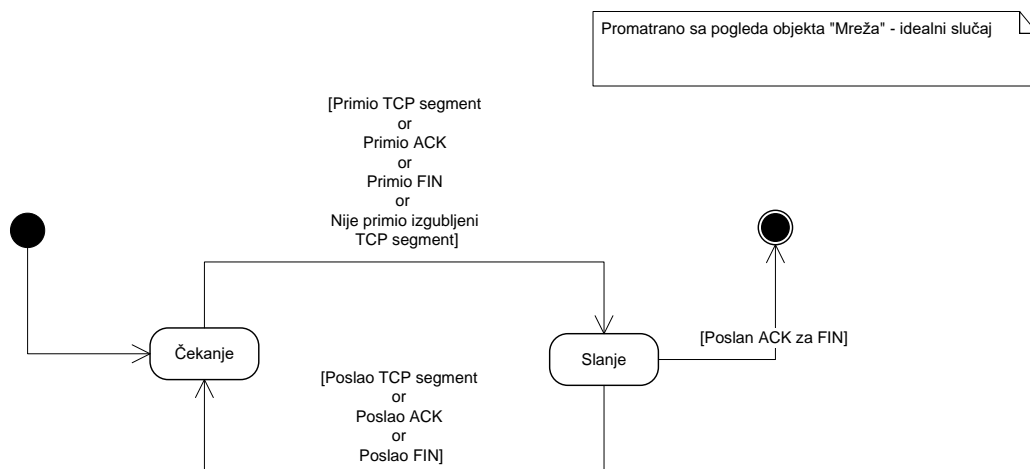 Promatrano sa pogleda objekta "Mreža" - idealni slučaj
[Primio TCP segment
or
Primio ACK
or
Primio FIN
or
Nije primio izgubljeni
TCP segment]
Čekanje
Slanje
[Poslan ACK za FIN]
[Poslao TCP segment
or
Poslao ACK
or
Poslao FIN]